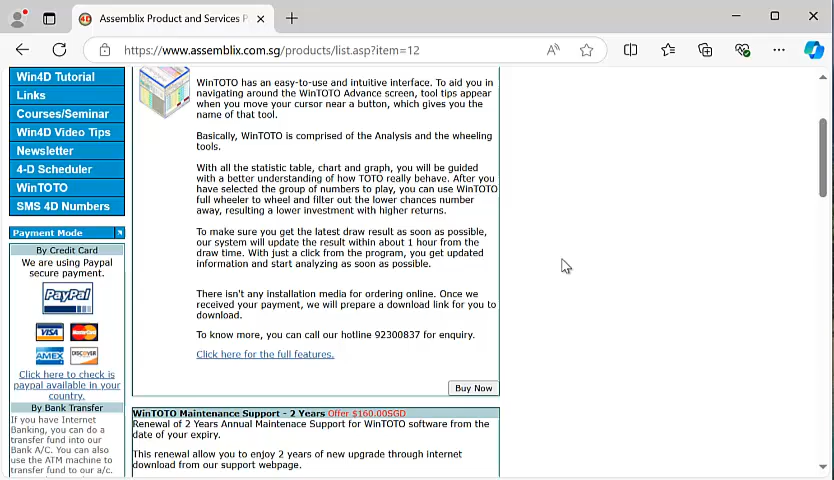 Assemblix Product and Services P
https://www.assemblix.com.sg/products/list.asp?item=12
Win4D Tutorial
Links
Courses/Seminar
Win4D Video Tips
Newsletter
4-D Scheduler
WinTOTO
SMS 4D Numbers
Payment Mode
By Credit Card
We are using Paypal
secure payment.
PayPal
VISA
MasterCard
AMEX
DISCOVER
Click here to check is
paypal available in your
country.
By Bank Transfer
If you have Internet
Banking, you can do a
transfer fund into our
Bank A/C. You can also
use the ATM machine to
transfer fund to our a/c.
WinTOTO has an easy-to-use and intuitive interface. To aid you in
navigating around the WinTOTO Advance screen, tool tips appear
when you move your cursor near a button, which gives you the
name of that tool.
Basically, WinTOTO is comprised of the Analysis and the wheeling
tools.
With all the statistic table, chart and graph, you will be guided
with a better understanding of how TOTO really behave. After you
have selected the group of numbers to play, you can use WinTOTO
full wheeler to wheel and filter out the lower chances number
away, resulting a lower investment with higher returns.
To make sure you get the latest draw result as soon as possible,
our system will update the result within about 1 hour from the
draw time. With just a click from the program, you get updated
information and start analyzing as soon as possible.
There isn't any installation media for ordering online. Once we
received your payment, we will prepare a download link for you to
download.
To know more, you can call our hotline 92300837 for enquiry.
Click here for the full features.
Buy Now
WinTOTO Maintenance Support - 2 Years Offer $160.00SGD
Renewal of 2 Years Annual Maintenace Support for WinTOTO software from the
date of your expiry.
This renewal allow you to enjoy 2 years of new upgrade through internet
download from our support webpage.